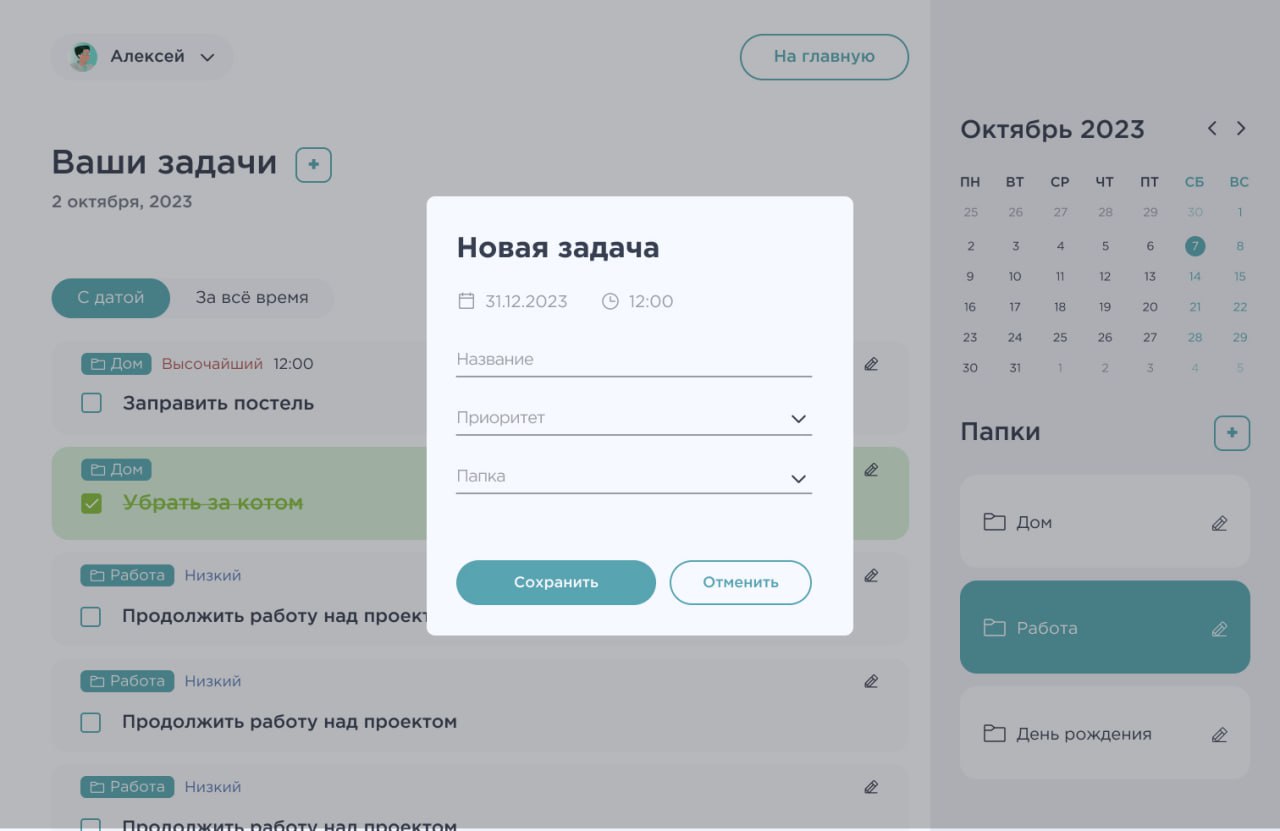 Алексей
На главную
Ваши задачи
2 октября, 2023
С датой
За всё время
Дом Высочайший 12:00
Заправить постель
Дом
Убрать за котом
Работа Низкий
Продолжить работу над проект
Работа Низкий
Продолжить работу над проектом
Работа Низкий
Продолжить работу над проектом
Новая задача
31.12.2023 12:00
Название
Приоритет
Папка
Сохранить
Отменить
Октябрь 2023
ПН ВТ СР ЧТ ПТ СБ ВС
25 26 27 28 29 30 1
2 3 4 5 6 7 8
9 10 11 12 13 14 15
16 17 18 19 20 21 22
23 24 25 26 27 28 29
30 31 1 2 3 4 5
Папки
Дом
Работа
День рождения